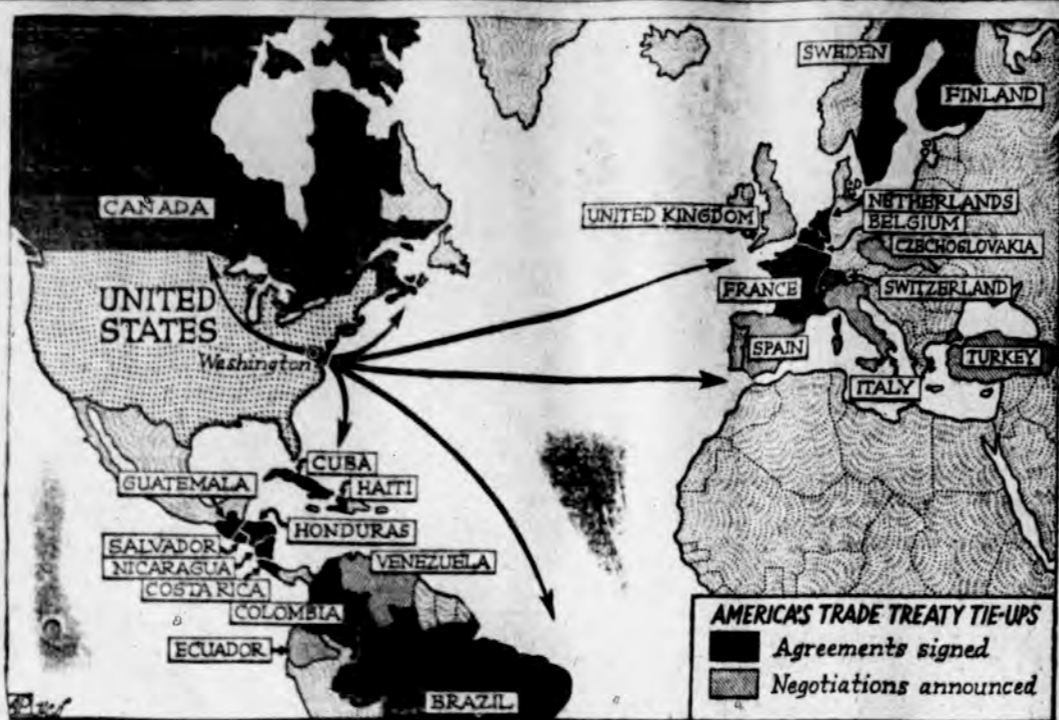 SWEDEN
FINLAND
CANADA
UNITED KINGDOM
NETHERLANDS
BELGIUM
CZECHOSLOVAKIA
UNITED
STATES
FRANCE
SWITZERLAND
Washington
SPAIN
TURKEY
ITALY
CUBA
GUATEMALA
HAITI
HONDURAS
SALVADOR
VENEZUELA
NICARAGUA
COSTA RICA
COLOMBIA
ECUADOR
BRAZIL
AMERICA'S TRADE TREATY TIE-UPS
Agreements signed
Negotiations announced